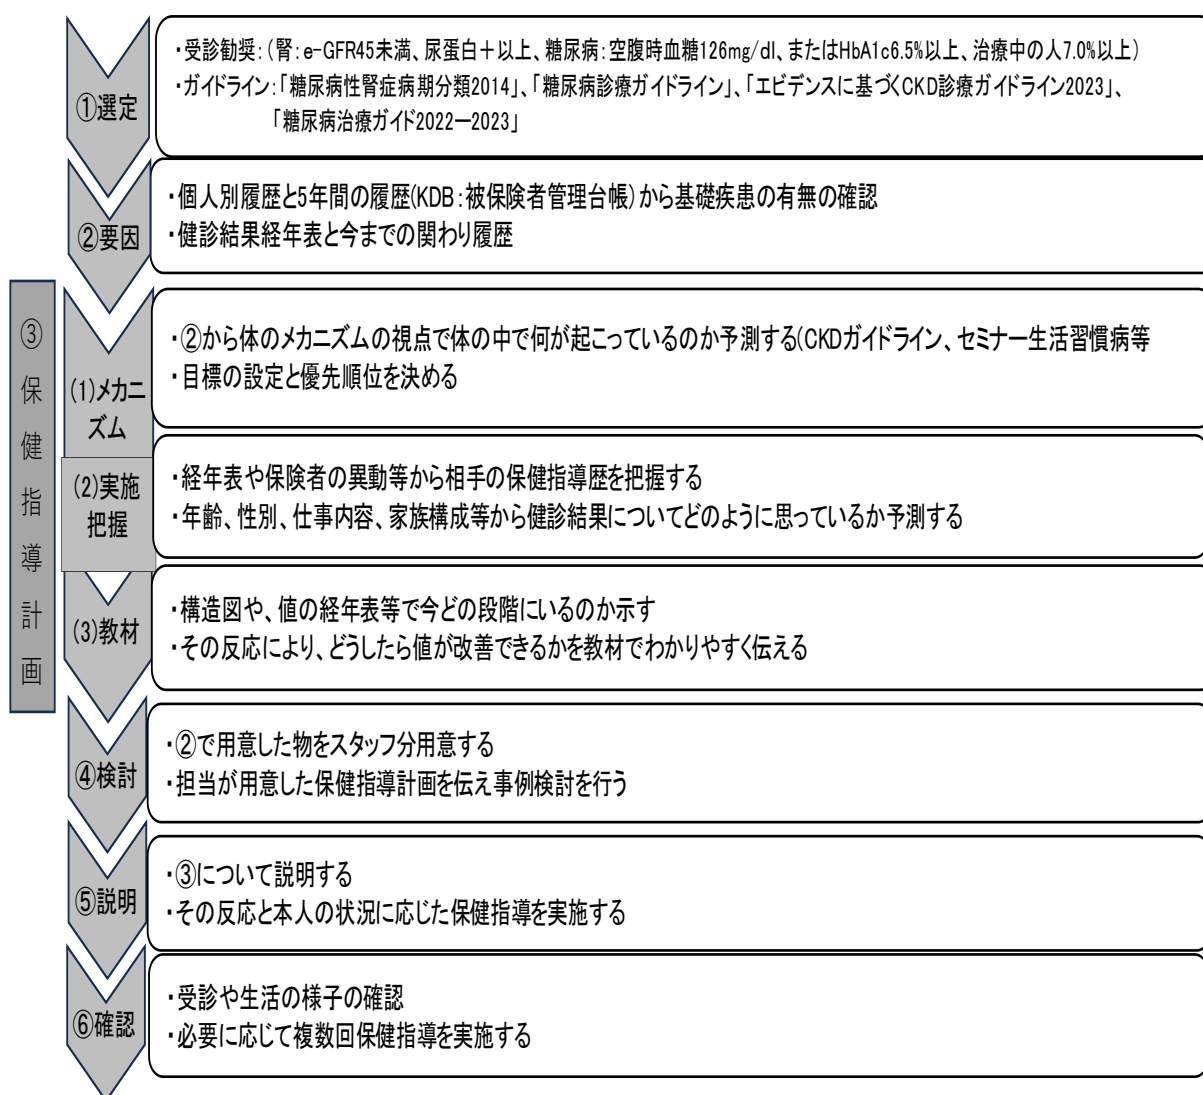 ①選定
・受診勧奨：(腎：e-GFR45未満、尿蛋白＋以上、糖尿病：空腹時血糖126mg/dl、またはHbA1c6.5%以上、治療中の人7.0%以上)
・ガイドライン：「糖尿病性腎症病期分類2014」、「糖尿病診療ガイドライン」、「エビデンスに基づくCKD診療ガイドライン2023」、
「糖尿病治療ガイド2022ー2023」
②要因
・個人別履歴と5年間の履歴(KDB：被保険者管理台帳)から基礎疾患の有無の確認
・健診結果経年表と今までの関わり履歴
③保健指導計画
(1)メカニ
ズム
・②から体のメカニズムの視点で体の中で何が起こっているのか予測する(CKDガイドライン、セミナー生活習慣病等
・目標の設定と優先順位を決める
(2)実施
把握
・経年表や保険者の異動等から相手の保健指導歴を把握する
・年齢、性別、仕事内容、家族構成等から健診結果についてどのように思っているか予測する
(3)教材
・構造図や、値の経年表等で今どの段階にいるのか示す
・その反応により、どうしたら値が改善できるかを教材でわかりやすく伝える
④検討
・②で用意した物をスタッフ分用意する
・担当が用意した保健指導計画を伝え事例検討を行う
⑤説明
・③について説明する
・その反応と本人の状況に応じた保健指導を実施する
⑥確認
・受診や生活の様子の確認
・必要に応じて複数回保健指導を実施する